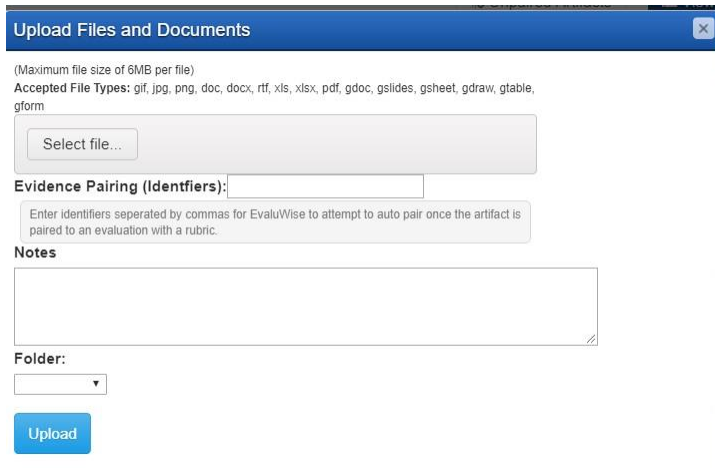 Upload Files and Documents
(Maximum file size of 6MB per file)
Accepted File Types: gif, jpg, png, doc, docx, rtf, xls, xlsx, pdf, gdoc, gslides, gsheet, gdraw, gtable,
gform
Select file...
Evidence Pairing (Identfiers):
Enter identifiers seperated by commas for EvaluWise to attempt to auto pair once the artifact is
paired to an evaluation with a rubric.
Notes
Folder:
Upload